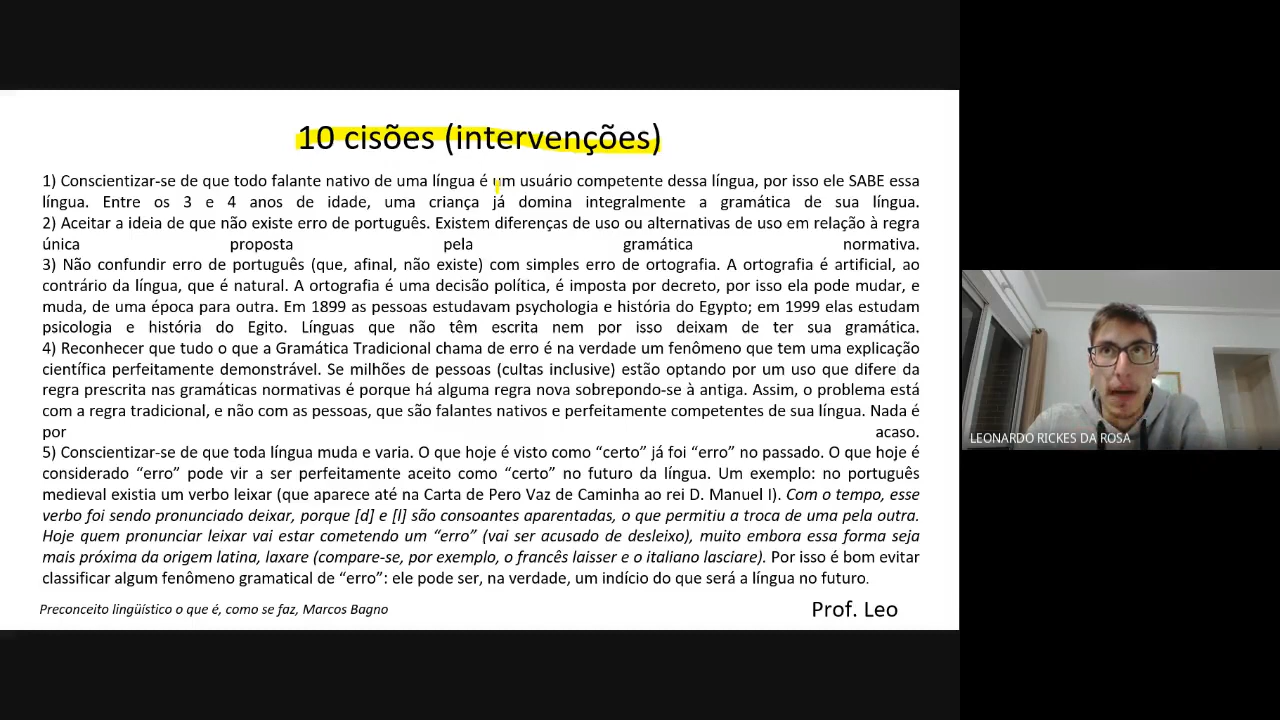 10 cisões (intervenções)
1) Conscientizar-se de que todo falante nativo de uma língua é um usuário competente dessa língua, por isso ele SABE essa
língua. Entre os 3 e 4 anos de idade, uma criança já domina integralmente a gramática de sua língua.
2) Aceitar a ideia de que não existe erro de português. Existem diferenças de uso ou alternativas de uso em relação à regra
única proposta pela gramática normativa.
3) Não confundir erro de português (que, afinal, não existe) com simples erro de ortografia. A ortografia é artificial, ao
contrário da língua, que é natural. A ortografia é uma decisão política, é imposta por decreto, por isso ela pode mudar, e
muda, de uma época para outra. Em 1899 as pessoas estudavam psychologia e história do Egypto; em 1999 elas estudam
psicologia e história do Egito. Línguas que não têm escrita nem por isso deixam de ter sua gramática.
4) Reconhecer que tudo o que a Gramática Tradicional chama de erro é na verdade um fenômeno que tem uma explicação
científica perfeitamente demonstrável. Se milhões de pessoas (cultas inclusive) estão optando por um uso que difere da
regra prescrita nas gramáticas normativas é porque há alguma regra nova sobrepondo-se à antiga. Assim, o problema está
com a regra tradicional, e não com as pessoas, que são falantes nativos e perfeitamente competentes de sua língua. Nada é
por acaso.
5) Conscientizar-se de que toda língua muda e varia. O que hoje é visto como “certo” já foi “erro” no passado. O que hoje é
considerado “erro” pode vir a ser perfeitamente aceito como “certo” no futuro da língua. Um exemplo: no português
medieval existia um verbo leixar (que aparece até na Carta de Pero Vaz de Caminha ao rei D. Manuel I). Com o tempo, esse
verbo foi sendo pronunciado deixar, porque [d] e [l] são consoantes aparentadas, o que permitiu a troca de uma pela outra.
Hoje quem pronunciar leixar vai estar cometendo um “erro” (vai ser acusado de desleixo), muito embora essa forma seja
mais próxima da origem latina, laxare (compare-se, por exemplo, o francês laisser e o italiano lasciare). Por isso é bom evitar
classificar algum fenômeno gramatical de “erro”: ele pode ser, na verdade, um indício do que será a língua no futuro.
Preconceito lingüístico o que é, como se faz, Marcos Bagno
Prof. Leo
LEONARDO RICKES DA ROSA